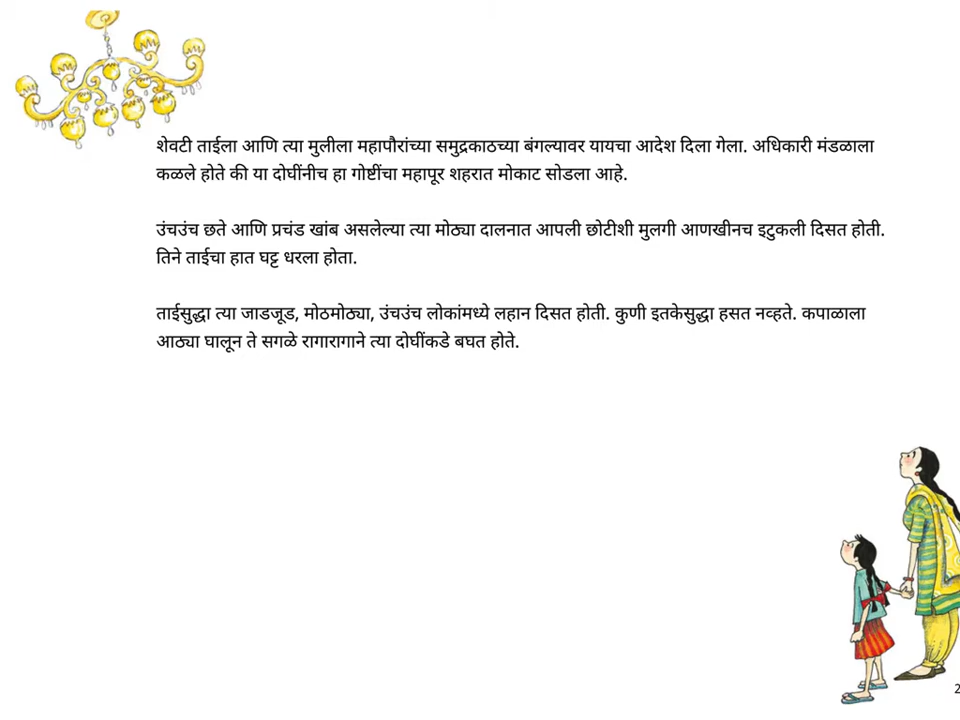 शेवटी ताईला आणि त्या मुलीला महापौरांच्या समुद्रकाठच्या बंगल्यावर यायचा आदेश दिला गेला. अधिकारी मंडळाला
कळले होते की या दोघींनीच हा गोष्टींचा महापूर शहरात मोकाट सोडला आहे.
उंचउंच छते आणि प्रचंड खांब असलेल्या त्या मोठ्या दालनात आपली छोटीशी मुलगी आणखीनच इटुकली दिसत होती.
तिने ताईचा हात घट्ट धरला होता.
ताईसुद्धा त्या जाडजूड, मोठमोठ्या, उंचउंच लोकांमध्ये लहान दिसत होती. कुणी इतकेसुद्धा हसत नव्हते. कपाळाला
आठ्या घालून ते सगळे रागारागाने त्या दोघींकडे बघत होते.
2